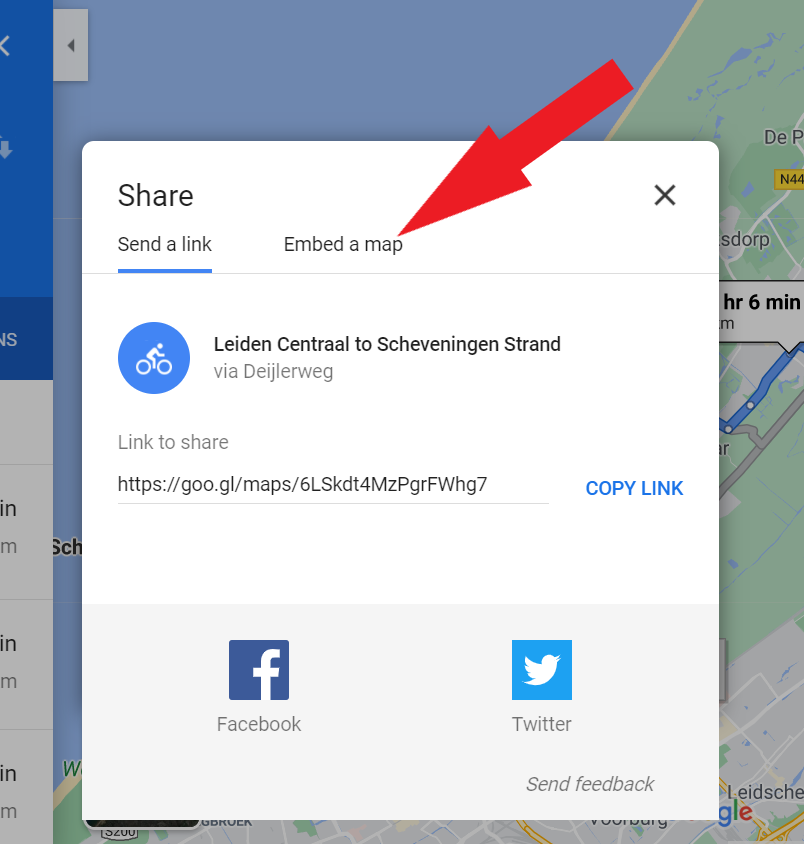 De P
N44
Share
Send a link
Embed a map
sdorp
hr 6 min
NS
Leiden Centraal to Scheveningen Strand
via Deijlerweg
Link to share
https://goo.gl/maps/6LSkdt4MzPgrFWhg7
COPY LINK
in
m
Sch
in
m
Facebook
Twitter
in
Send feedback
Leidsche
m
S200
GBROEK
Voorburg
gle